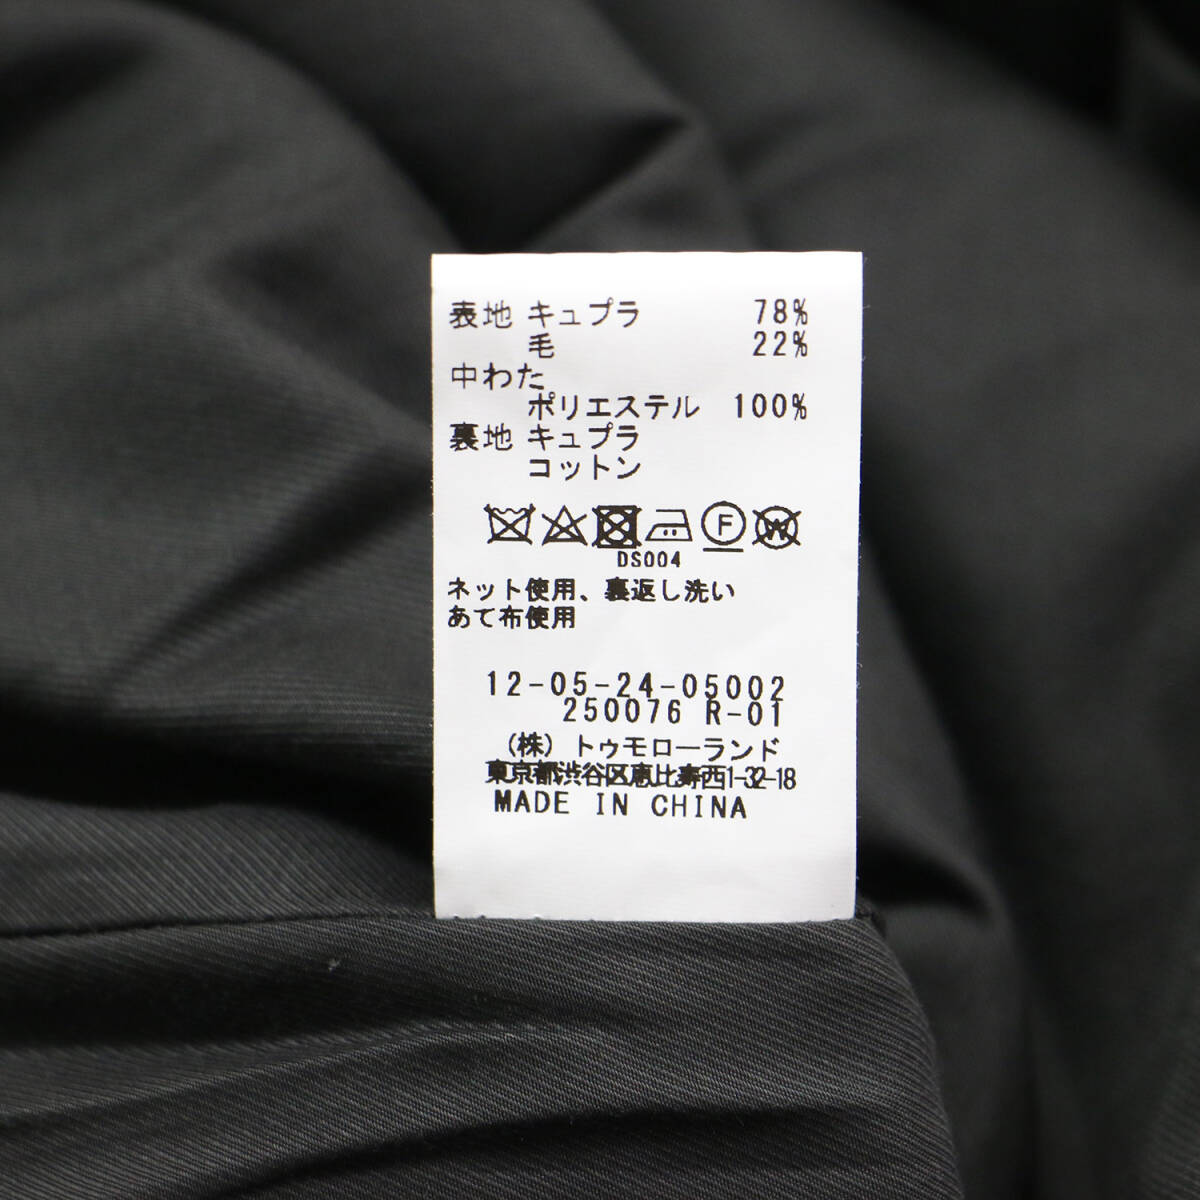 表地 キュプラ 78%
毛 22%
中わた
ポリエステル 100%
裏地 キュプラ
コットン
F W
DS004
ネット使用、裏返し洗い
あて布使用
12-05-24-05002
250076 R-01
(株) トゥモローランド
東京都渋谷区恵比寿西1-32-18
MADE IN CHINA